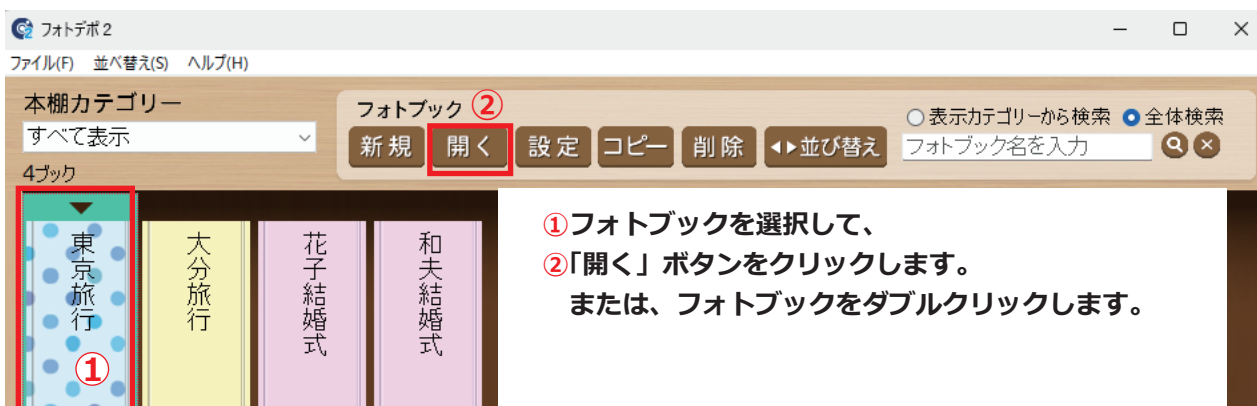 フォトデポ2
ファイル(F) 並べ替え(S) ヘルプ(H)
本棚カテゴリー
すべて表示
4ブック
フォトブック ②
新規 開く 設定 コピー 削除 並び替え
表示カテゴリーから検索 全体検索
フォトブック名を入力
東京旅行
①
大分旅行
花子結婚式
和夫結婚式
①フォトブックを選択して、
②「開く」ボタンをクリックします。
または、フォトブックをダブルクリックします。